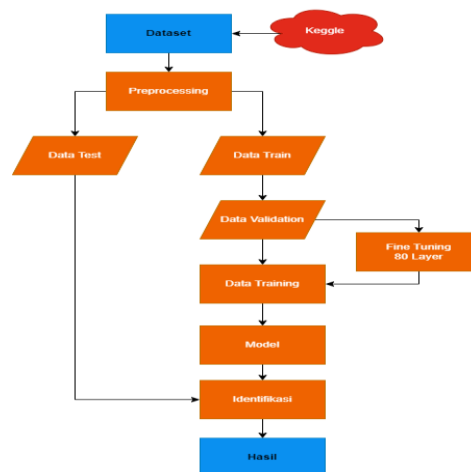 Dataset
Keggle
Preprocessing
Data Test
Data Train
Data Validation
Fine Tuning
80 Layer
Data Training
Model
Identifikasi
Hasil